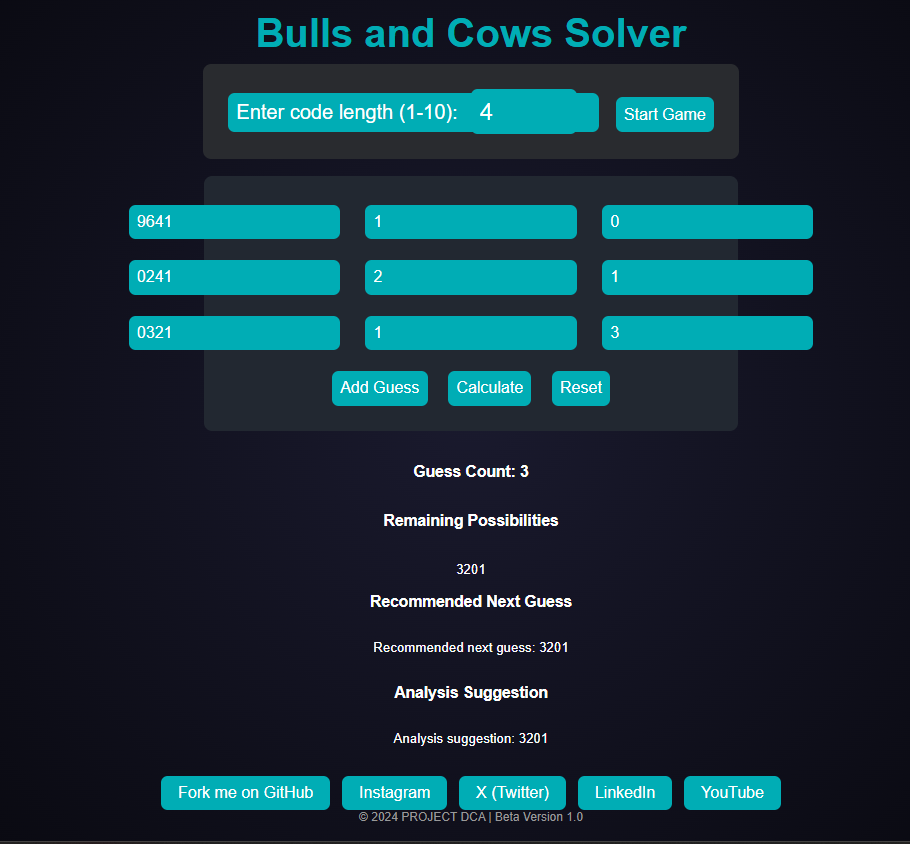 Bulls and Cows Solver
Enter code length (1-10): 4 Start Game
9641 1 0
0241 2 1
0321 1 3
Add Guess Calculate Reset
Guess Count: 3
Remaining Possibilities
3201
Recommended Next Guess
Recommended next guess: 3201
Analysis Suggestion
Analysis suggestion: 3201
Fork me on GitHub Instagram X (Twitter) LinkedIn YouTube
© 2024 PROJECT DCA | Beta Version 1.0